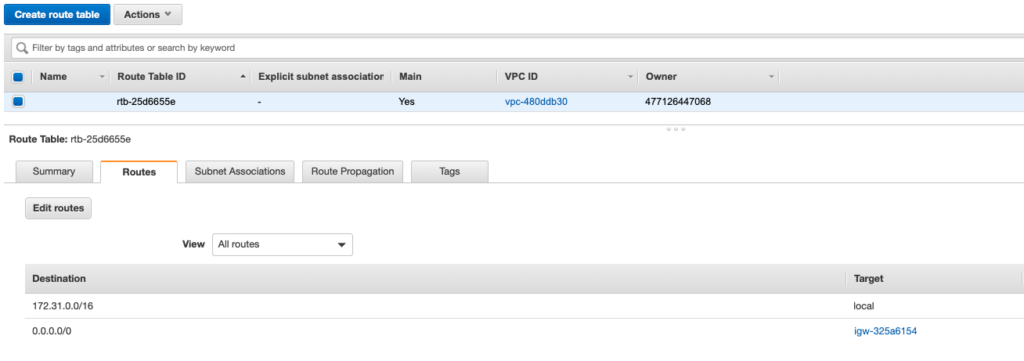 Create route table Actions
Filter by tags and attributes or search by keyword
Name Route Table ID Explicit subnet association Main VPC ID Owner
rtb-25d6655e - Yes vpc-480ddb30 477126447068
Route Table: rtb-25d6655e
Summary Routes Subnet Associations Route Propagation Tags
Edit routes
View All routes
Destination Target
172.31.0.0/16 local
0.0.0.0/0 igw-325a6154